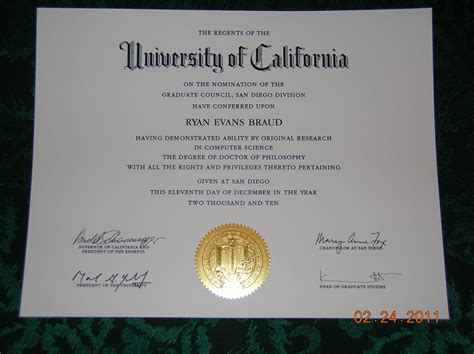 THE REGENTS OF THE
University of California
ON THE NOMINATION OF THE
GRADUATE COUNCIL, SAN DIEGO DIVISION
HAVE CONFERRED UPON
RYAN EVANS BRAUD
HAVING DEMONSTRATED ABILITY BY ORIGINAL RESEARCH
IN COMPUTER SCIENCE
THE DEGREE OF DOCTOR OF PHILOSOPHY
WITH ALL THE RIGHTS AND PRIVILEGES THERETO PERTAINING
GIVEN AT SAN DIEGO
THIS ELEVENTH DAY OF DECEMBER IN THE YEAR
TWO THOUSAND AND TEN
GOVERNOR OF CALIFORNIA AND
PRESIDENT OF THE REGENTS
Mary Anne Fox
CHANCELLOR AT SAN DIEGO
PRESIDENT OF THE UNIVERSITY
DEAN OF GRADUATE STUDIES
02.24.2011